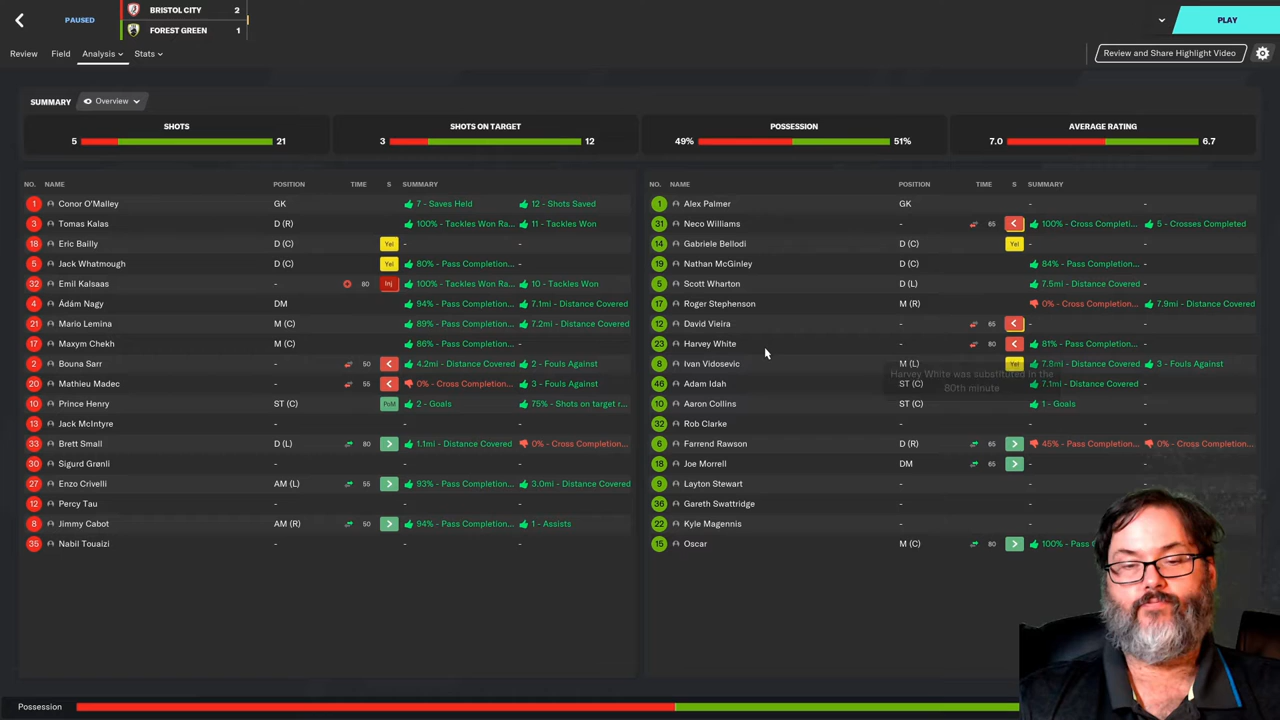 PAUSED
BRISTOL CITY 2
FOREST GREEN 1
PLAY
Review Field Analysis Stats
Review and Share Highlight Video
SUMMARY Overview
SHOTS SHOTS ON TARGET POSSESSION AVERAGE RATING
5 21 3 12 49% 51% 7.0 6.7
NO. NAME POSITION TIME S SUMMARY
1 Conor O'Malley GK 7 - Saves Held 12 - Shots Saved
3 Tomas Kalas D (R) 100% - Tackles Won Ra... 11 - Tackles Won
18 Eric Bailly D (C) Yel - -
5 Jack Whatmough D (C) Yel 80% - Pass Completion... -
32 Emil Kalsaas - 80 Inj 100% - Tackles Won Ra... 10 - Tackles Won
4 Ádám Nagy DM 94% - Pass Completion... 7.1mi - Distance Covered
21 Mario Lemina M (C) 89% - Pass Completion... 7.2mi - Distance Covered
17 Maxym Chekh M (C) 86% - Pass Completion... -
2 Bouna Sarr - 50 4.2mi - Distance Covered 2 - Fouls Against
20 Mathieu Madec - 55 0% - Cross Completion... 3 - Fouls Against
10 Prince Henry ST (C) PoM 2 - Goals 75% - Shots on target r...
13 Jack McIntyre - - -
33 Brett Small D (L) 80 1.1mi - Distance Covered 0% - Cross Completion...
30 Sigurd Grønli - - -
27 Enzo Crivelli AM (L) 55 93% - Pass Completion... 3.0mi - Distance Covered
12 Percy Tau - - -
8 Jimmy Cabot AM (R) 50 94% - Pass Completion... 1 - Assists
35 Nabil Touaizi - - -
NO. NAME POSITION TIME S SUMMARY
1 Alex Palmer GK - -
31 Neco Williams - 65 100% - Cross Completi... 5 - Crosses Completed
14 Gabriele Bellodi D (C) Yel - -
19 Nathan McGinley D (C) 84% - Pass Completion... -
5 Scott Wharton D (L) 7.5mi - Distance Covered -
17 Roger Stephenson M (R) 0% - Cross Completion... 7.9mi - Distance Covered
12 David Vieira - 65 - -
23 Harvey White - 80 81% - Pass Completion... -
8 Ivan Vidosevic M (L) Yel 7.8mi - Distance Covered 3 - Fouls Against
46 Adam Idah ST (C) 7.1mi - Distance Covered -
10 Aaron Collins ST (C) 1 - Goals -
32 Rob Clarke - - -
6 Farrend Rawson D (R) 65 45% - Pass Completion... 0% - Cross Completion...
18 Joe Morrell DM 65 - -
9 Layton Stewart - - -
36 Gareth Swattridge - - -
22 Kyle Magennis - - -
15 Oscar M (C) 80 100% - Pass
Harvey White was substituted in the
80th minute
Possession